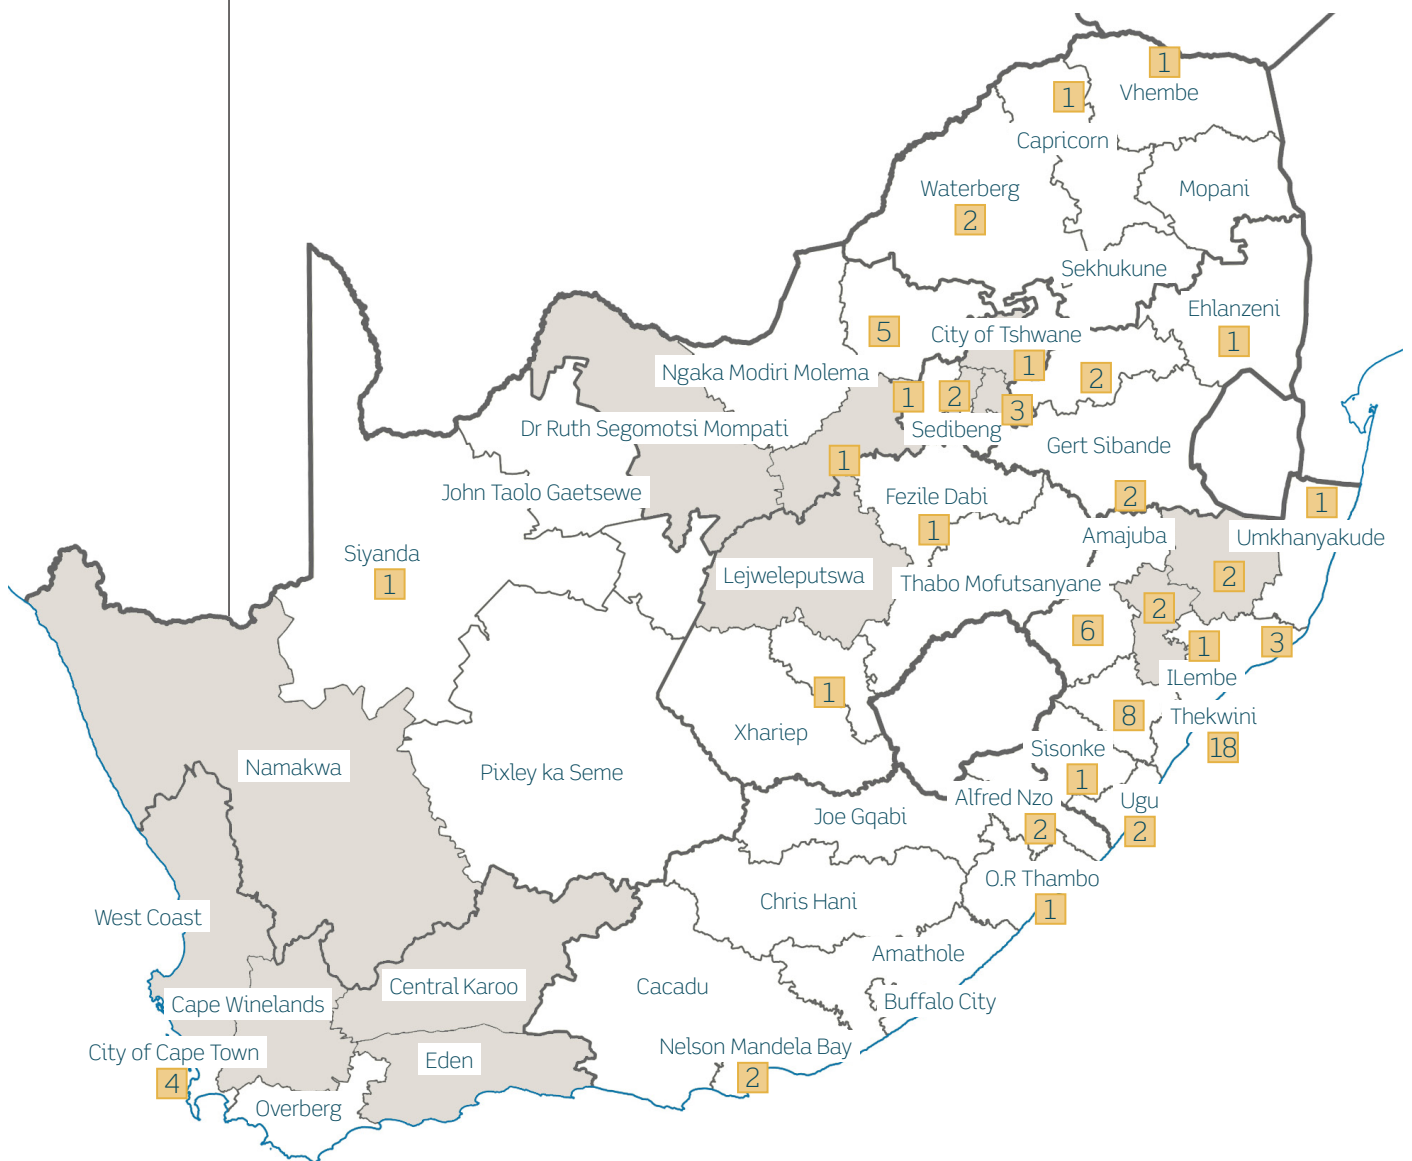 1
Vhembe
1
Capricorn
Waterberg
2
Mopani
Sekhukune
Ehlanzeni
1
5
City of Tshwane
1
Ngaka Modiri Molema
2
1
2
3
Dr Ruth Segomotsi Mompati
Sedibeng
Gert Sibande
1
John Taolo Gaetsewe
Fezile Dabi
2
1
1
Amajuba
Umkhanyakude
Siyanda
1
Lejweleputswa
Thabo Mofutsanyane
2
2
6
1
3
ILembe
1
Xhariep
8
Thekwini
18
Sisonke
1
Namakwa
Pixley ka Seme
Alfred Nzo
2
Ugu
2
Joe Gqabi
O.R Thambo
1
Chris Hani
West Coast
Amathole
Central Karoo
Cacadu
Cape Winelands
Buffalo City
City of Cape Town
4
Eden
Nelson Mandela Bay
2
Overberg